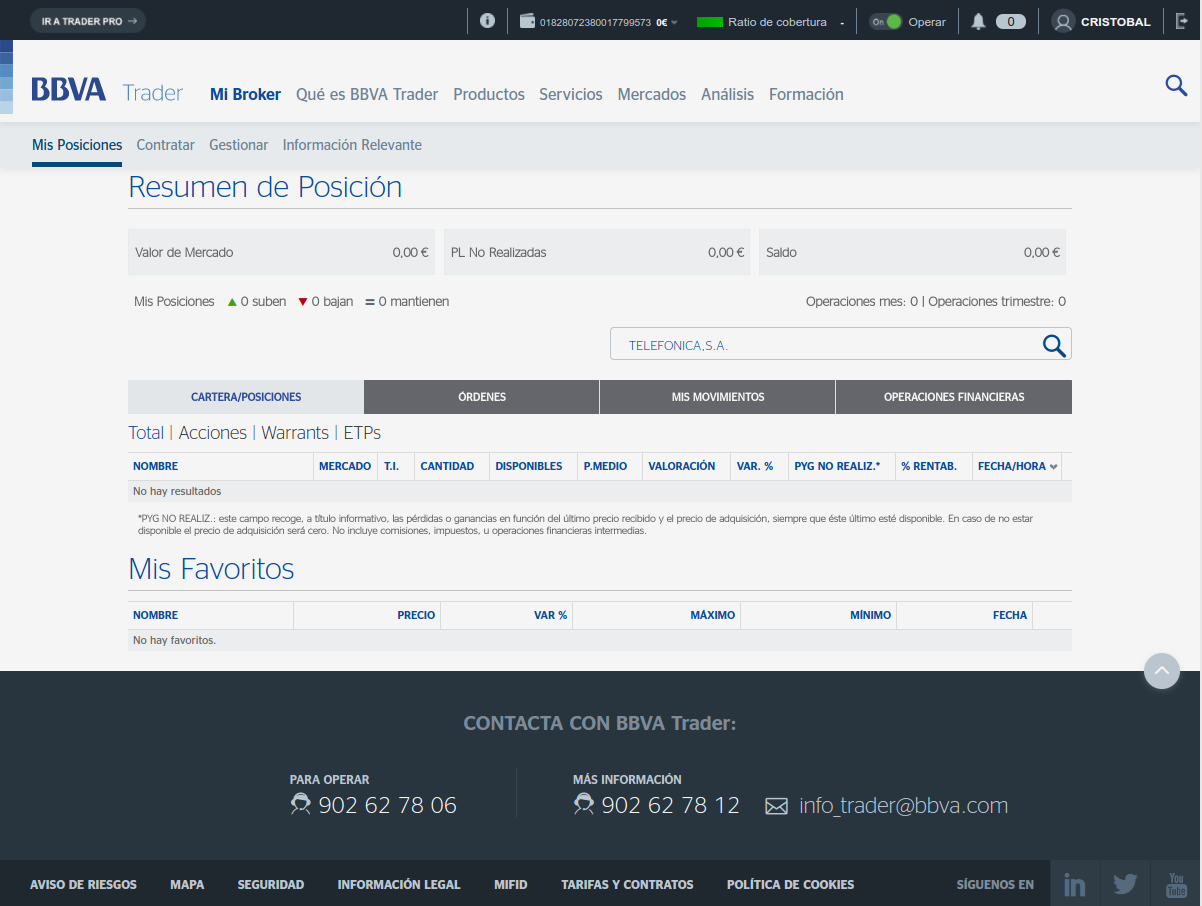 IR A TRADER PRO →
01828072380017799573 0€
Ratio de cobertura -
On Operar
0
CRISTOBAL
BBVA Trader
Mi Broker Qué es BBVA Trader Productos Servicios Mercados Análisis Formación
Mis Posiciones Contratar Gestionar Información Relevante
Resumen de Posición
Valor de Mercado 0,00 € PL No Realizadas 0,00 € Saldo 0,00 €
Mis Posiciones ▲ 0 suben ▼ 0 bajan = 0 mantienen Operaciones mes: 0 | Operaciones trimestre: 0
TELEFONICA,S.A.
CARTERA/POSICIONES ÓRDENES MIS MOVIMIENTOS OPERACIONES FINANCIERAS
Total | Acciones | Warrants | ETPs
NOMBRE MERCADO T.I. CANTIDAD DISPONIBLES P.MEDIO VALORACIÓN VAR. % PYG NO REALIZ.* % RENTAB. FECHA/HORA
No hay resultados
*PYG NO REALIZ.: este campo recoge, a título informativo, las pérdidas o ganancias en función del último precio recibido y el precio de adquisición, siempre que éste último esté disponible. En caso de no estar
disponible el precio de adquisición será cero. No incluye comisiones, impuestos, u operaciones financieras intermedias.
Mis Favoritos
NOMBRE PRECIO VAR % MÁXIMO MÍNIMO FECHA
No hay favoritos.
CONTACTA CON BBVA Trader:
PARA OPERAR MÁS INFORMACIÓN
902 62 78 06 902 62 78 12 info_trader@bbva.com
AVISO DE RIESGOS MAPA SEGURIDAD INFORMACIÓN LEGAL MIFID TARIFAS Y CONTRATOS POLÍTICA DE COOKIES SÍGUENOS EN in You Tube